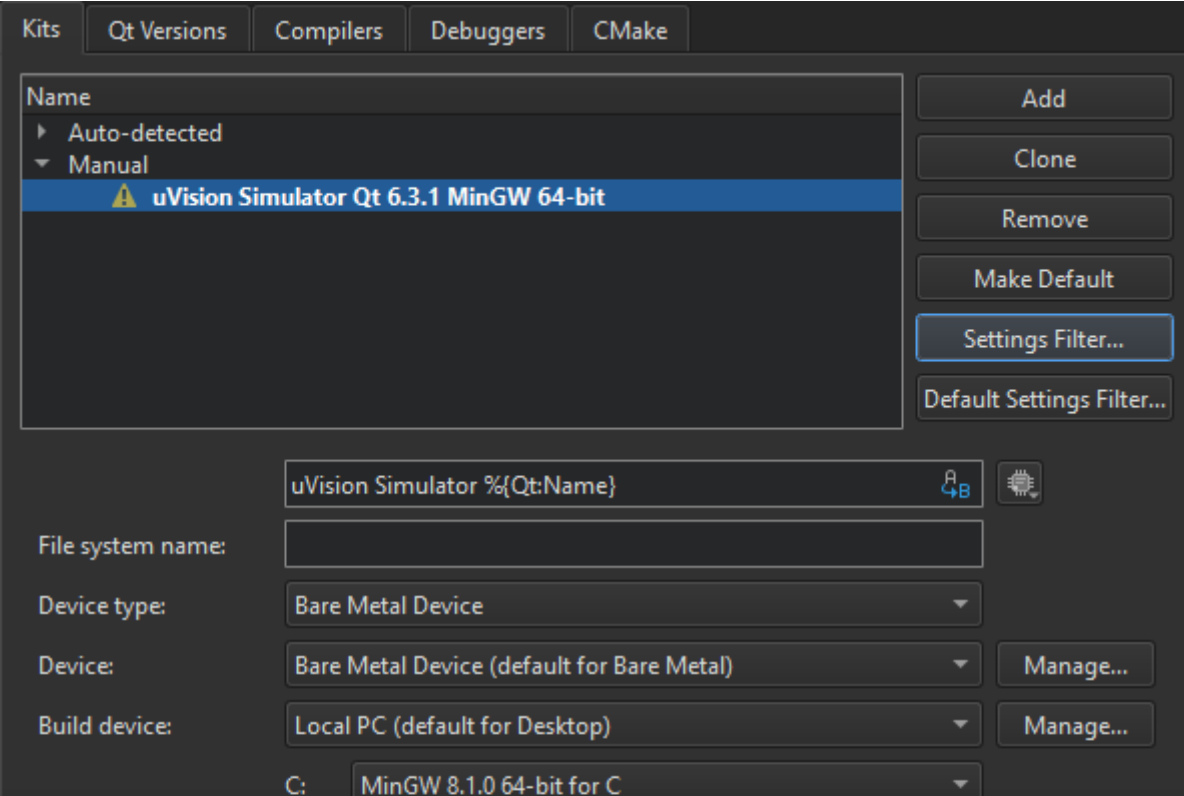 Kits Qt Versions Compilers Debuggers CMake
Name
Auto-detected
Manual
uVision Simulator Qt 6.3.1 MinGW 64-bit
Add
Clone
Remove
Make Default
Settings Filter...
Default Settings Filter...
uVision Simulator %{Qt:Name}
File system name:
Device type: Bare Metal Device
Device: Bare Metal Device (default for Bare Metal) Manage...
Build device: Local PC (default for Desktop) Manage...
C: MinGW 8.1.0 64-bit for C